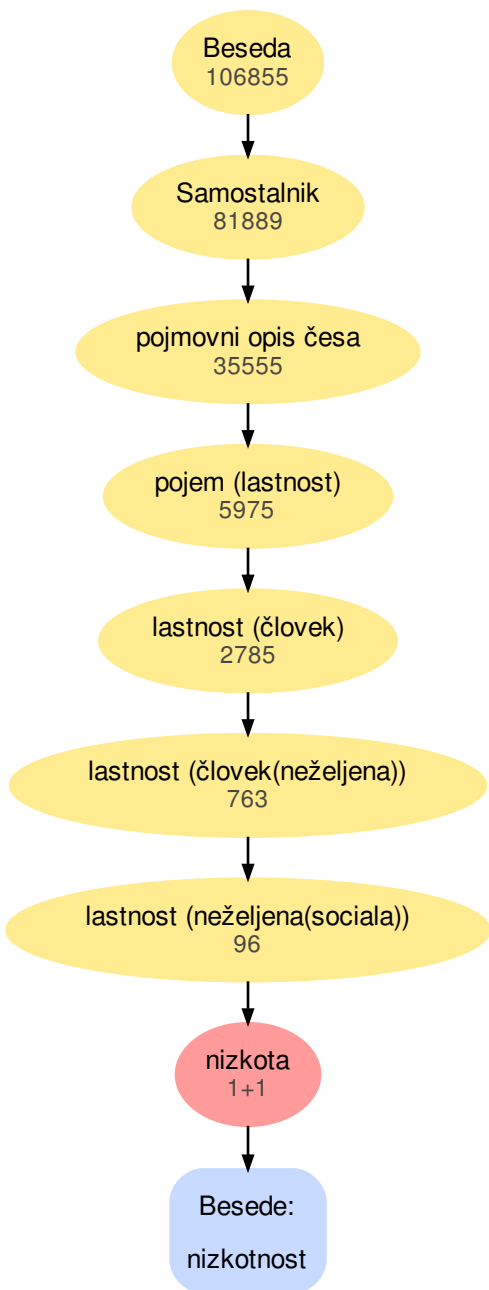 Beseda
106855
Samostalnik
81889
pojmovni opis česa
35555
pojem (lastnost)
5975
lastnost (človek)
2785
lastnost (človek(neželjena))
763
lastnost (neželjena(sociala))
96
nizkota
1+1
Besede:
nizkotnost